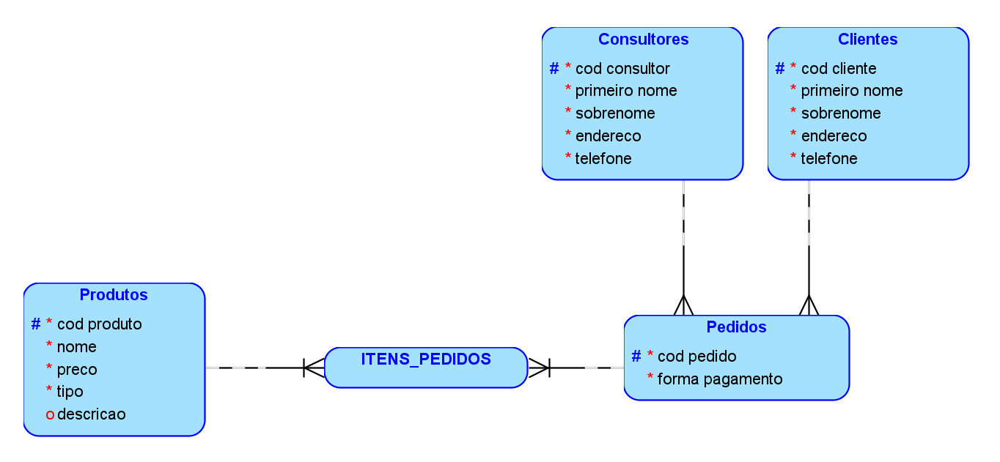 Consultores
# * cod consultor
* primeiro nome
* sobrenome
* endereco
* telefone
Clientes
# * cod cliente
* primeiro nome
* sobrenome
* endereco
* telefone
Produtos
# * cod produto
* nome
* preco
* tipo
o descricao
ITENS_PEDIDOS
Pedidos
# * cod pedido
* forma pagamento